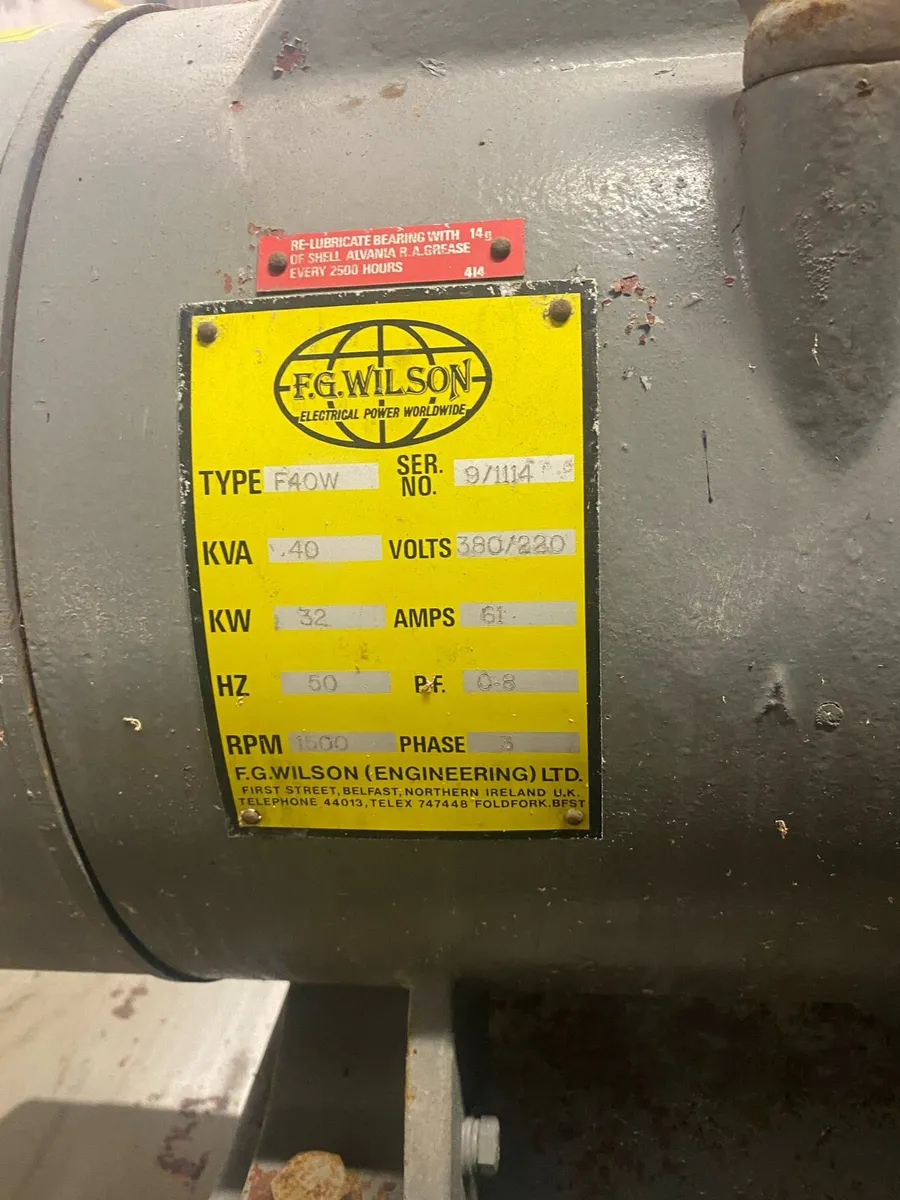 RE-LUBRICATE BEARING WITH 14g
OF SHELL ALVANIA R.A. GREASE
EVERY 2500 HOURS 414
F.G.WILSON
ELECTRICAL POWER WORLDWIDE
TYPE F40W SER. NO. 9/1114
KVA 40 VOLTS 380/220
KW 32 AMPS 61
HZ 50 P.F. 0.8
RPM 1500 PHASE 3
F.G.WILSON (ENGINEERING) LTD.
FIRST STREET, BELFAST, NORTHERN IRELAND U.K.
TELEPHONE 44013, TELEX 747448 FOLDFORK.BFST